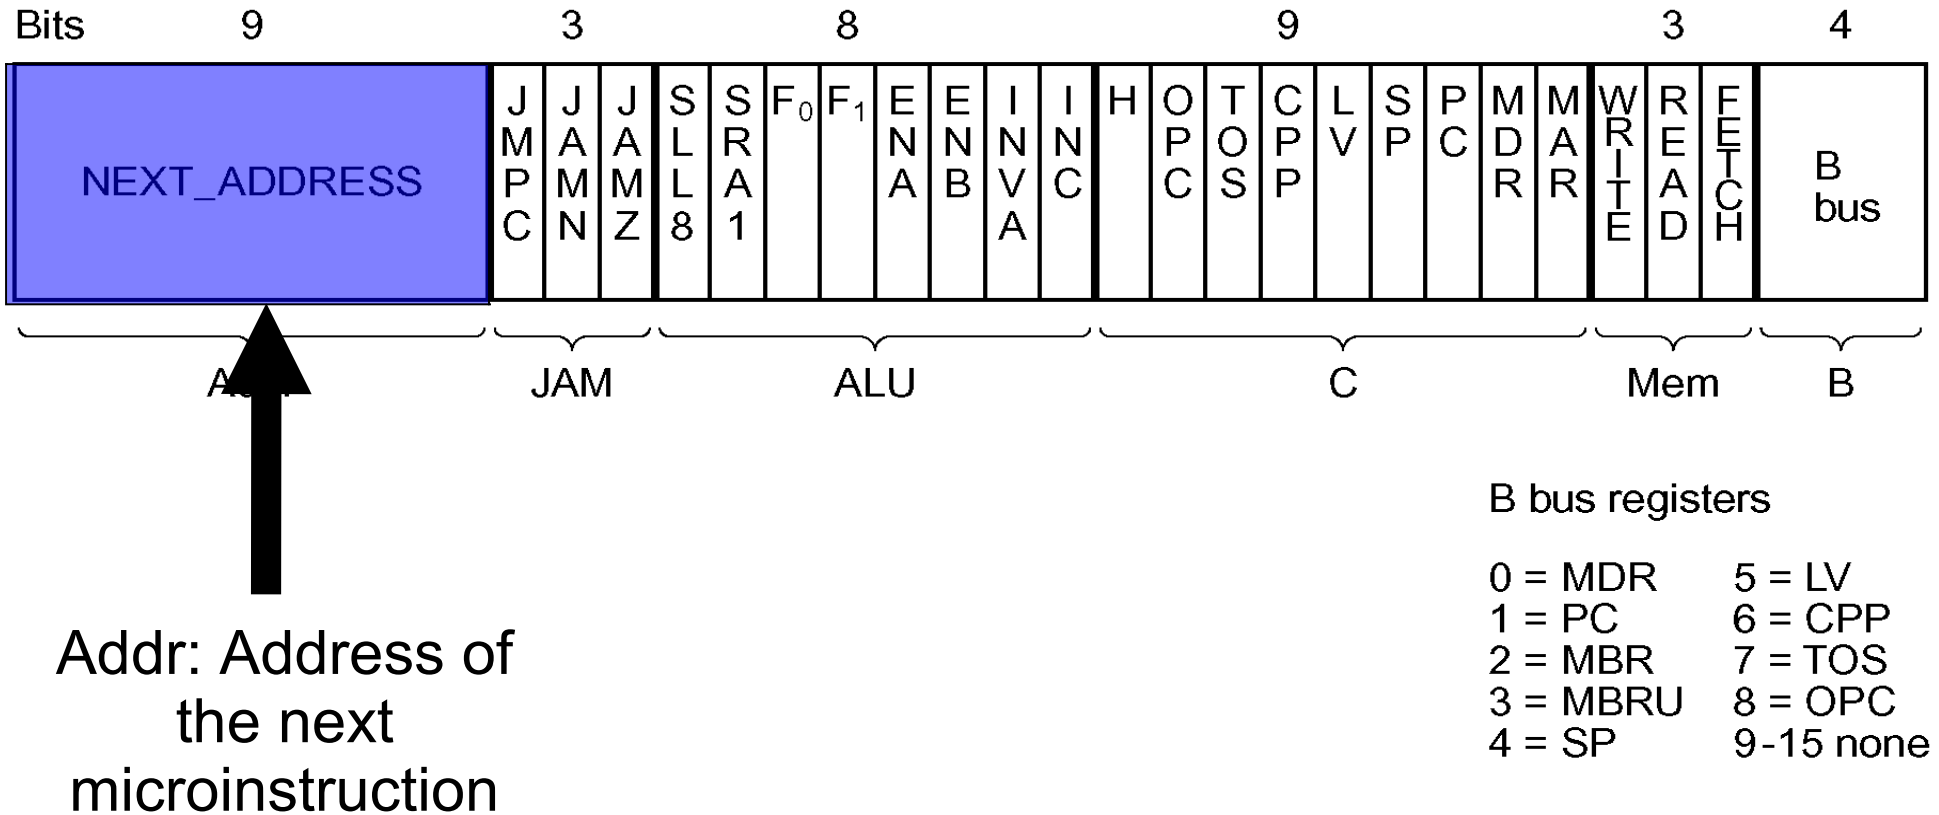 Bits 9 3 8 9 3 4
NEXT_ADDRESS JMPC JAMN JAMZ SLL8 SRA1 F0 F1 ENA ENB INVA INC H OPC TOS CPP LV SP PC MDR MAR WRITE READ FETCH B
bus
JAM ALU C Mem B
B bus registers
0 = MDR 5 = LV
1 = PC 6 = CPP
2 = MBR 7 = TOS
3 = MBRU 8 = OPC
4 = SP 9-15 none
Addr: Address of
the next
microinstruction